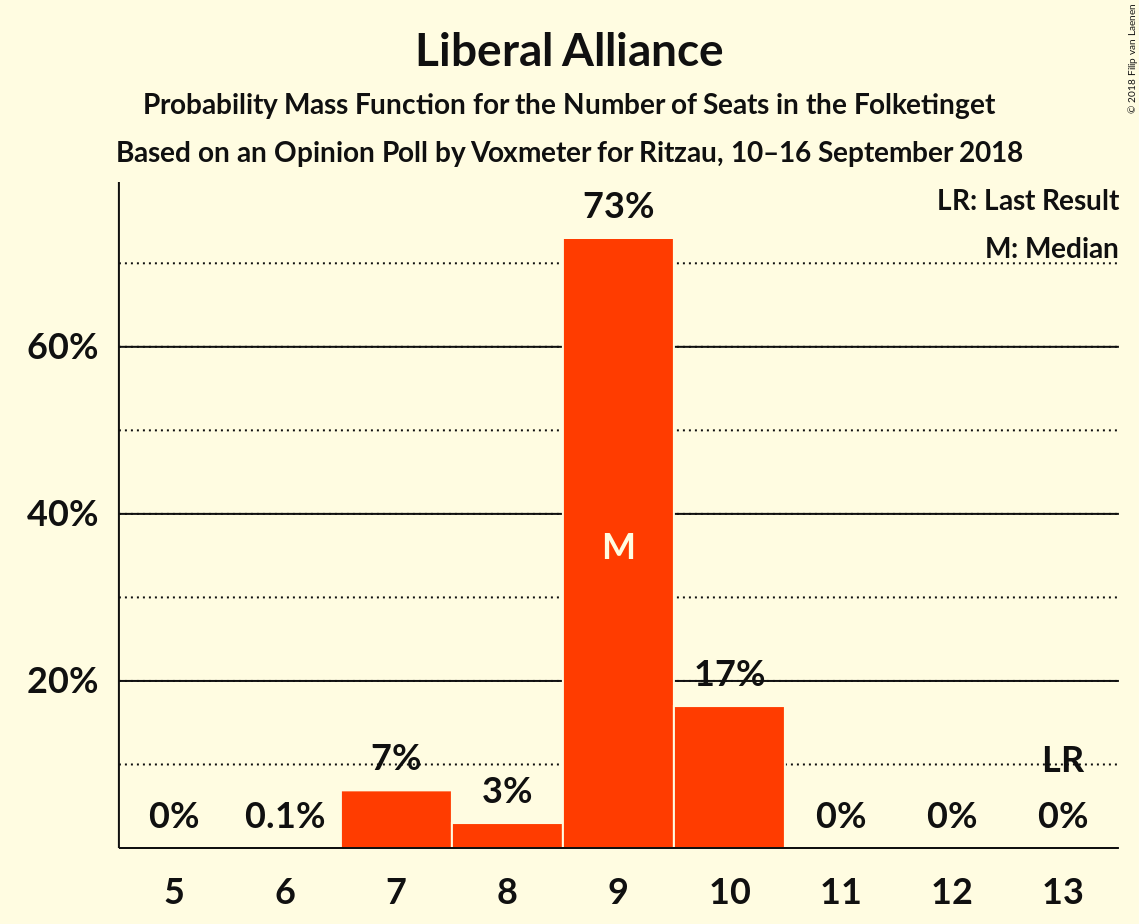 Liberal Alliance
Probability Mass Function for the Number of Seats in the Folketinget
Based on an Opinion Poll by Voxmeter for Ritzau, 10–16 September 2018
© 2018 Filip van Laenen
LR: Last Result
M: Median
73%
60%
40%
M
20%
17%
7%
3%
LR
0%
0.1%
0%
0%
0%
5 6 7 8 9 10 11 12 13